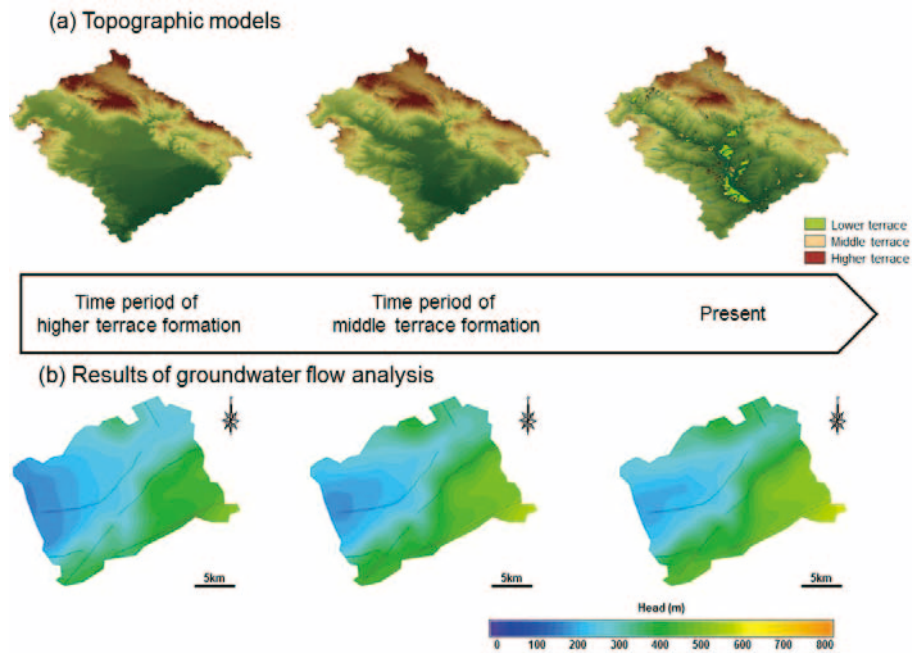 (a) Topographic models
Lower terrace
Middle terrace
Higher terrace
Time period of
higher terrace formation
Time period of
middle terrace formation
Present
(b) Results of groundwater flow analysis
5km
5km
5km
Head (m)
0 100 200 300 400 500 600 700 800